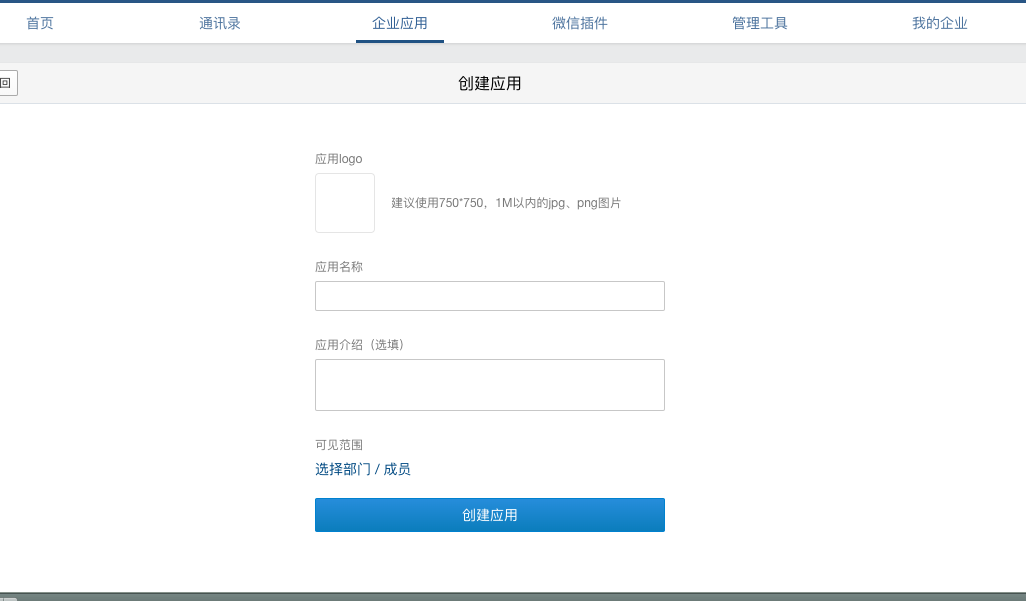 首页 通讯录 企业应用 微信插件 管理工具 我的企业
回 创建应用
应用logo
建议使用750*750，1M以内的jpg、png图片
应用名称
应用介绍（选填）
可见范围
选择部门 / 成员
创建应用